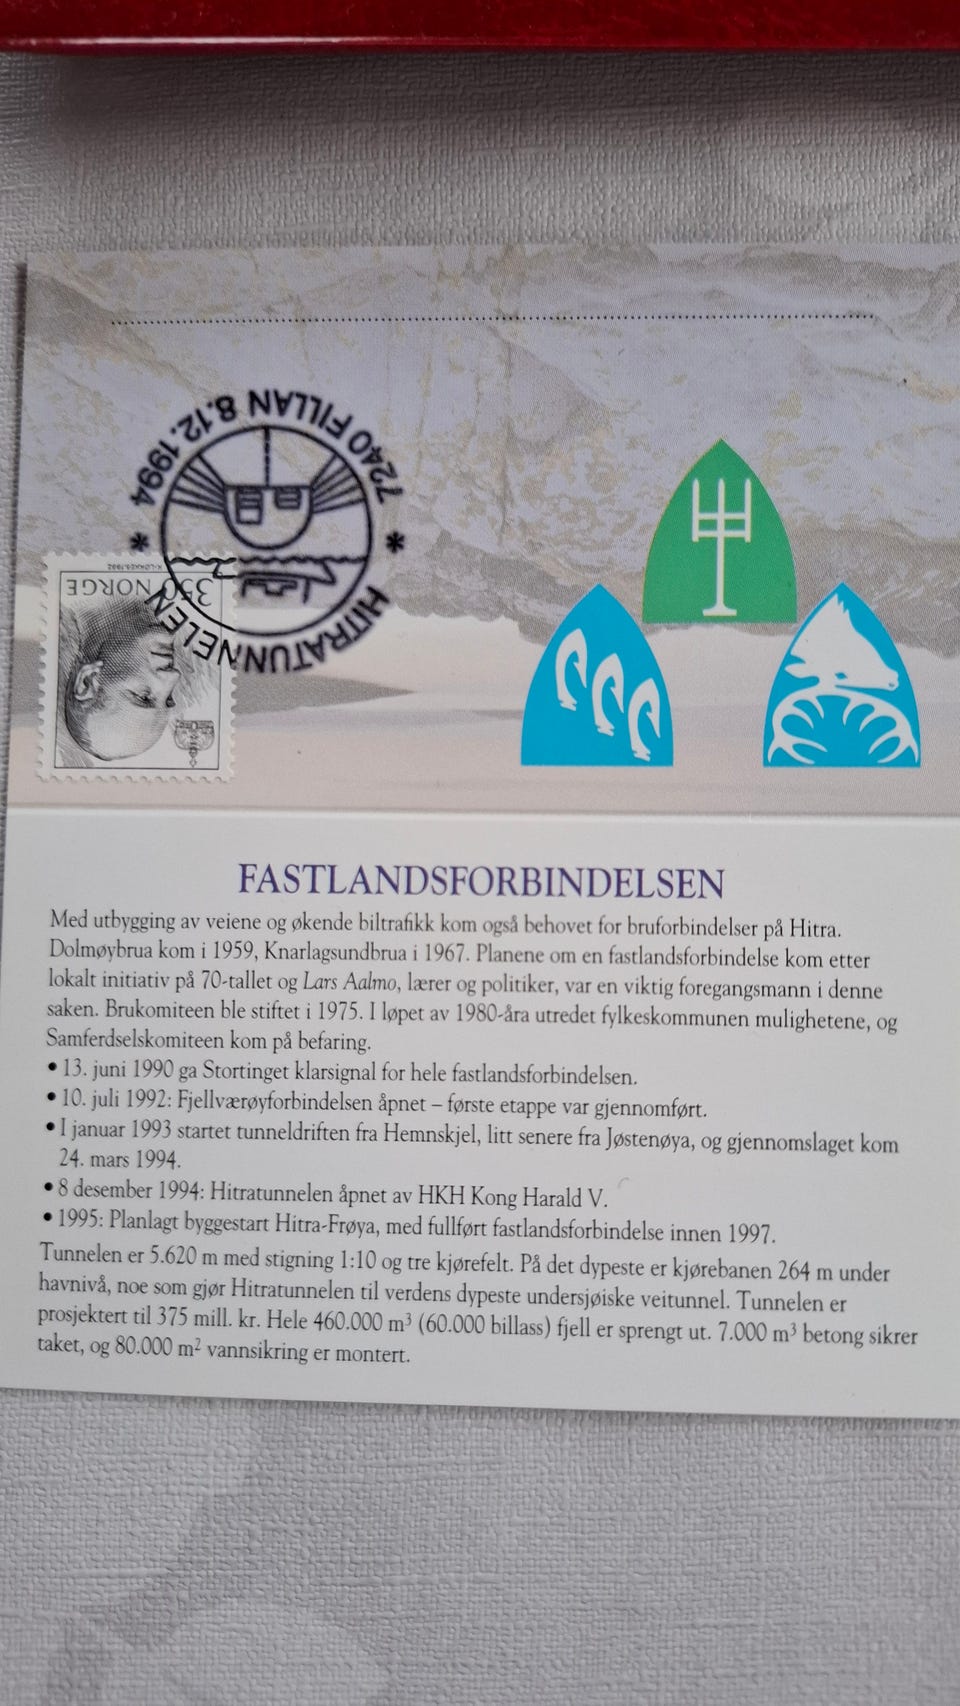 7240 FILLAN 8.12.1994
* *
HITRATUNNELEN
K-LØKKE 1992
350 NORGE
FASTLANDSFORBINDELSEN
Med utbygging av veiene og økende biltrafikk kom også behovet for bruforbindelser på Hitra.
Dolmøybrua kom i 1959, Knarlagsundbrua i 1967. Planene om en fastlandsforbindelse kom etter
lokalt initiativ på 70-tallet og Lars Aalmo, lærer og politiker, var en viktig foregangsmann i denne
saken. Brukomiteen ble stiftet i 1975. I løpet av 1980-åra utredet fylkeskommunen mulighetene, og
Samferdselskomiteen kom på befaring.
• 13. juni 1990 ga Stortinget klarsignal for hele fastlandsforbindelsen.
• 10. juli 1992: Fjellværøyforbindelsen åpnet – første etappe var gjennomført.
• I januar 1993 startet tunneldriften fra Hemnskjel, litt senere fra Jøstenøya, og gjennomslaget kom
24. mars 1994.
• 8 desember 1994: Hitratunnelen åpnet av HKH Kong Harald V.
• 1995: Planlagt byggestart Hitra-Frøya, med fullført fastlandsforbindelse innen 1997.
Tunnelen er 5.620 m med stigning 1:10 og tre kjørefelt. På det dypeste er kjørebanen 264 m under
havnivå, noe som gjør Hitratunnelen til verdens dypeste undersjøiske veitunnel. Tunnelen er
prosjektert til 375 mill. kr. Hele 460.000 m³ (60.000 billass) fjell er sprengt ut. 7.000 m³ betong sikrer
taket, og 80.000 m² vannsikring er montert.